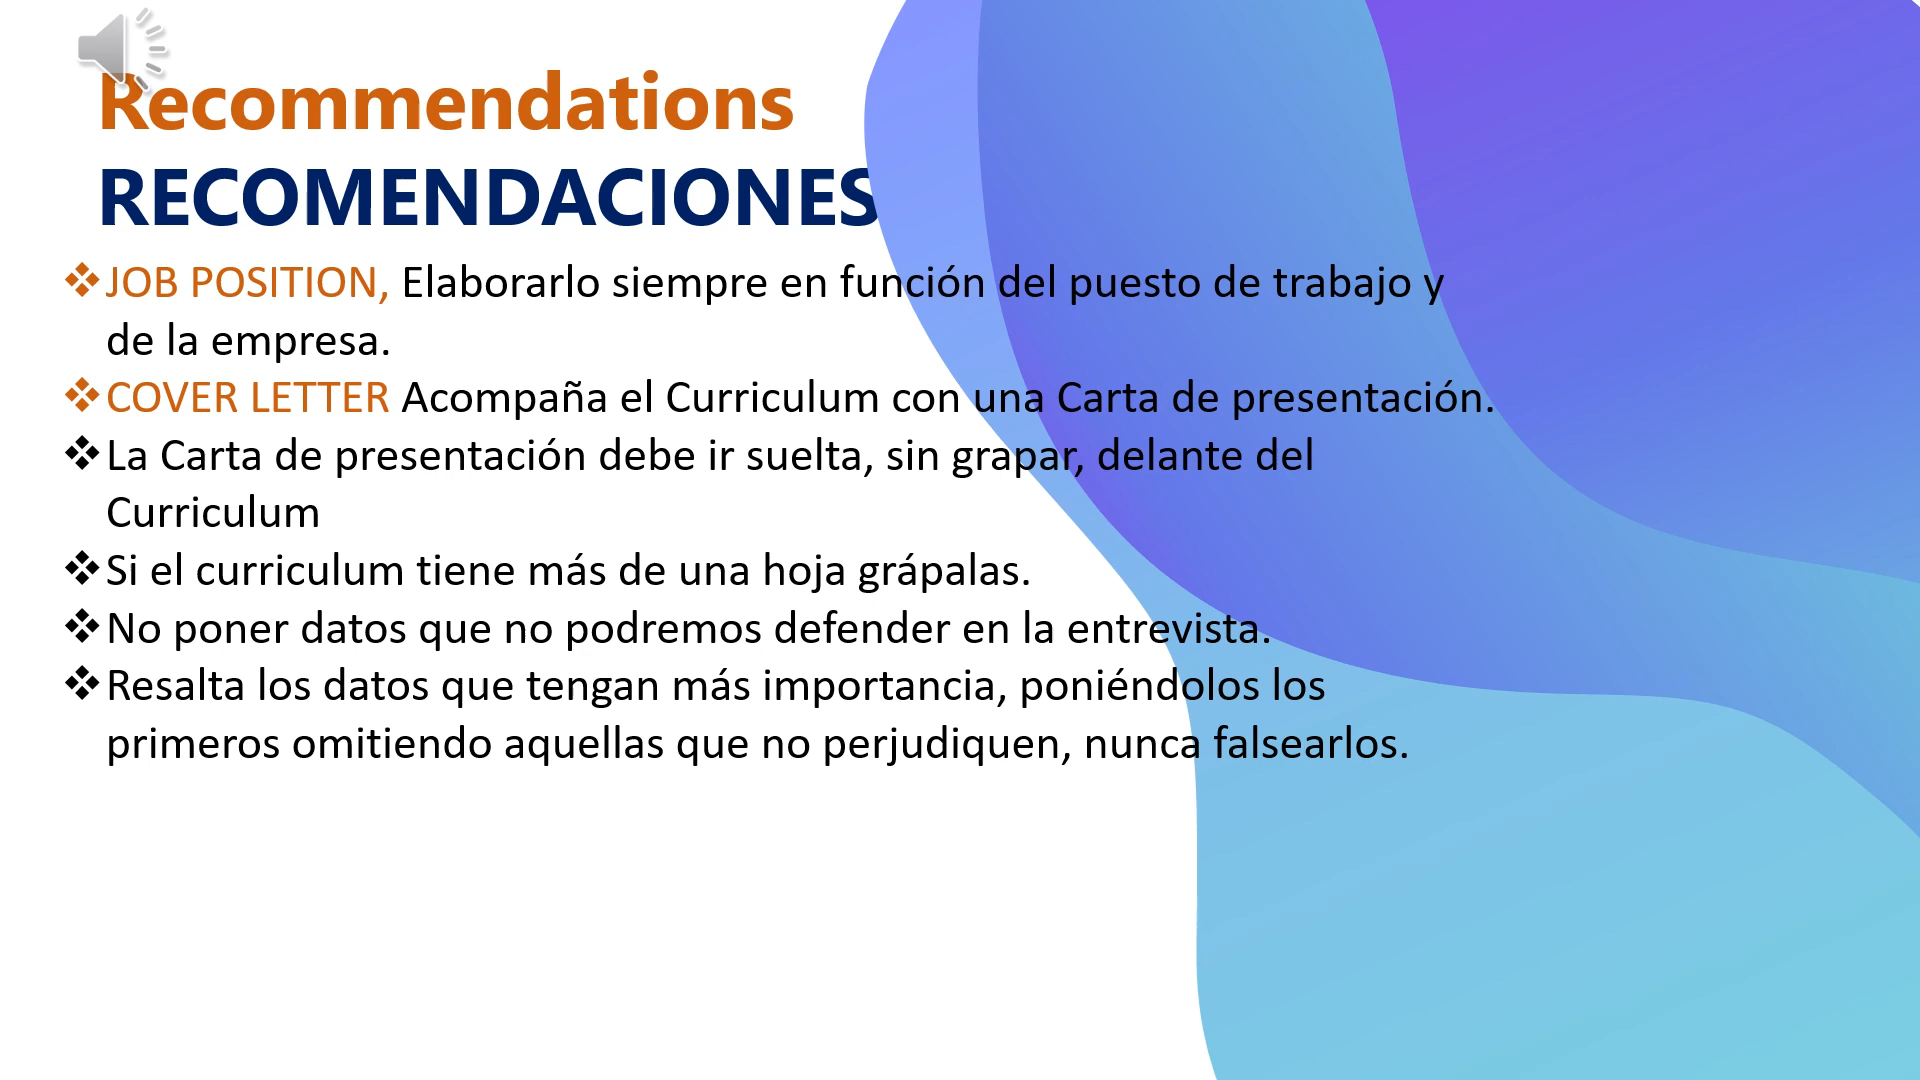 Recommendations
RECOMENDACIONES
❖JOB POSITION, Elaborarlo siempre en función del puesto de trabajo y
de la empresa.
❖COVER LETTER Acompaña el Curriculum con una Carta de presentación.
❖La Carta de presentación debe ir suelta, sin grapar, delante del
Curriculum
❖Si el curriculum tiene más de una hoja grápalas.
❖No poner datos que no podremos defender en la entrevista.
❖Resalta los datos que tengan más importancia, poniéndolos los
primeros omitiendo aquellas que no perjudiquen, nunca falsearlos.